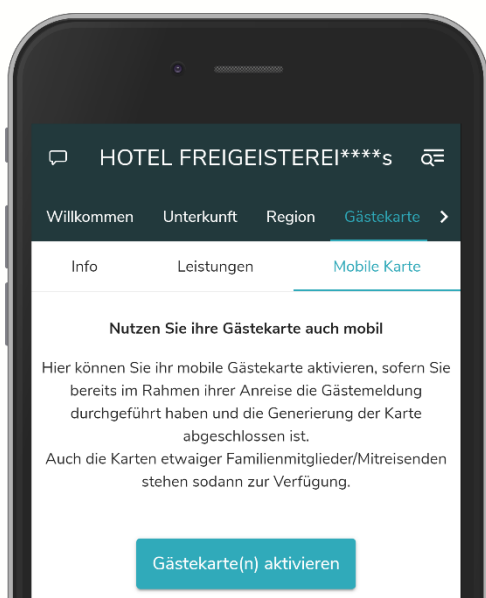 HOTEL FREIGEISTEREI****s
Willkommen Unterkunft Region Gästekarte
Info Leistungen Mobile Karte
Nutzen Sie ihre Gästekarte auch mobil
Hier können Sie ihr mobile Gästekarte aktivieren, sofern Sie
bereits im Rahmen ihrer Anreise die Gästemeldung
durchgeführt haben und die Generierung der Karte
abgeschlossen ist.
Auch die Karten etwaiger Familienmitglieder/Mitreisenden
stehen sodann zur Verfügung.
Gästekarte(n) aktivieren